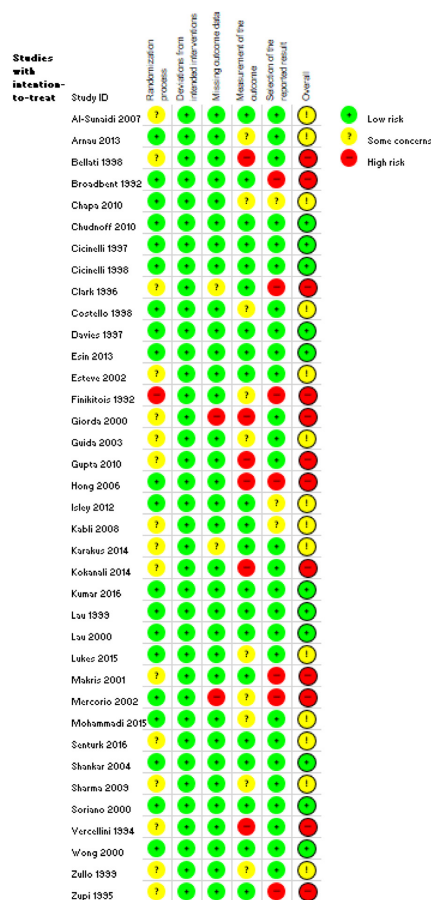 Studies
with
intention-
to-treat
Study ID
Randomization
process
Deviations from
intended interventions
Missing outcome data
Measurement of the
outcome
Selection of the
reported result
Overall
Al-Sunaidi 2007 ? + + + + !
Arnau 2013 + + + ? + !
Bellati 1998 ? + + − + −
Broadbent 1992 + + + + − −
Chapa 2010 + + + ? ? !
Chudnoff 2010 + + + + + +
Cicinelli 1997 + + + + + +
Cicinelli 1998 + + + + + +
Clark 1996 ? + ? + − −
Costello 1998 + + + ? + !
Davies 1997 + + + + + +
Esin 2013 + + + + + +
Esteve 2002 ? + + + + !
Finikitois 1992 − + + ? − −
Giorda 2000 ? + − − + −
Guida 2003 ? + + ? + !
Gupta 2010 ? + + − + −
Hong 2006 + + + − − −
Isley 2012 + + + + ? !
Kabli 2008 ? + + + ? !
Karakus 2014 ? + ? + + !
Kokanali 2014 ? + + − + −
Kumar 2016 + + + + + +
Lau 1999 + + + + + +
Lau 2000 + + + + + +
Lukes 2015 + + + ? + !
Makris 2001 ? + + + − −
Mercorio 2002 + + − ? − −
Mohammadi 2015 + + + ? + !
Senturk 2016 ? + + + + !
Shankar 2004 + + + + + +
Sharma 2009 ? + + ? + !
Soriano 2000 + + + + + +
Vercellini 1994 ? + + − + −
Wong 2000 + + + + + +
Zullo 1999 ? + + ? + !
Zupi 1995 ? + + + − −
+ Low risk
? Some concerns
− High risk